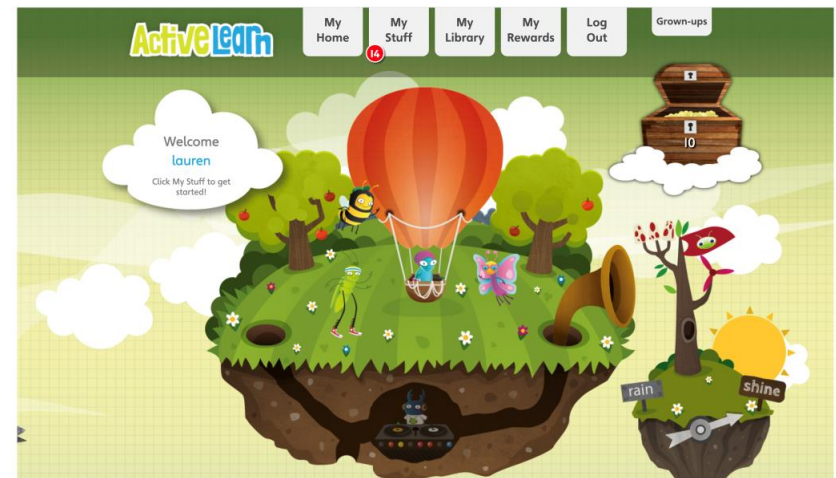 ActiveLearn
My Home
My Stuff
14
My Library
My Rewards
Log Out
Grown-ups
Welcome
lauren
Click My Stuff to get
started!
10
rain
shine